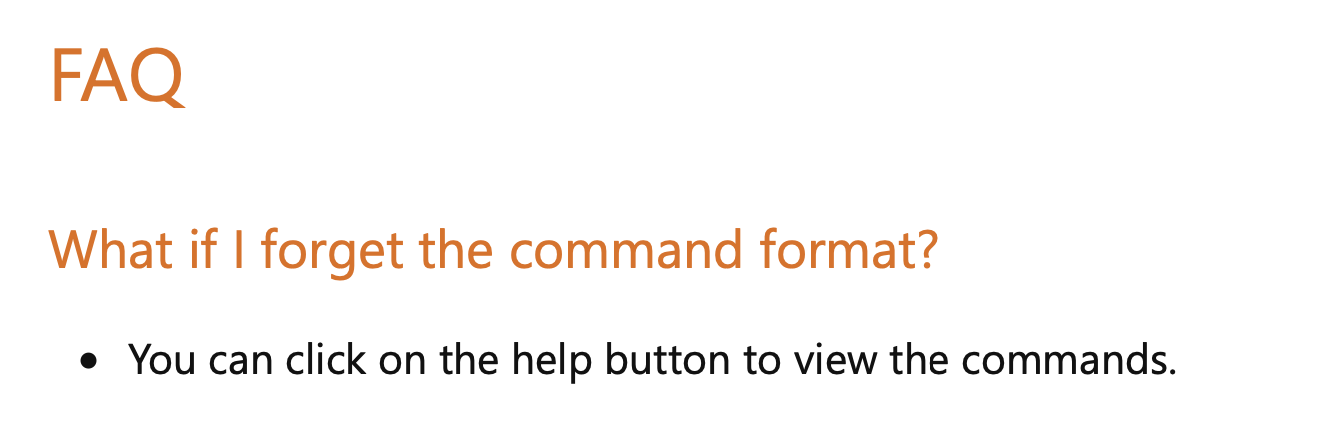 FAQ
What if I forget the command format?
• You can click on the help button to view the commands.